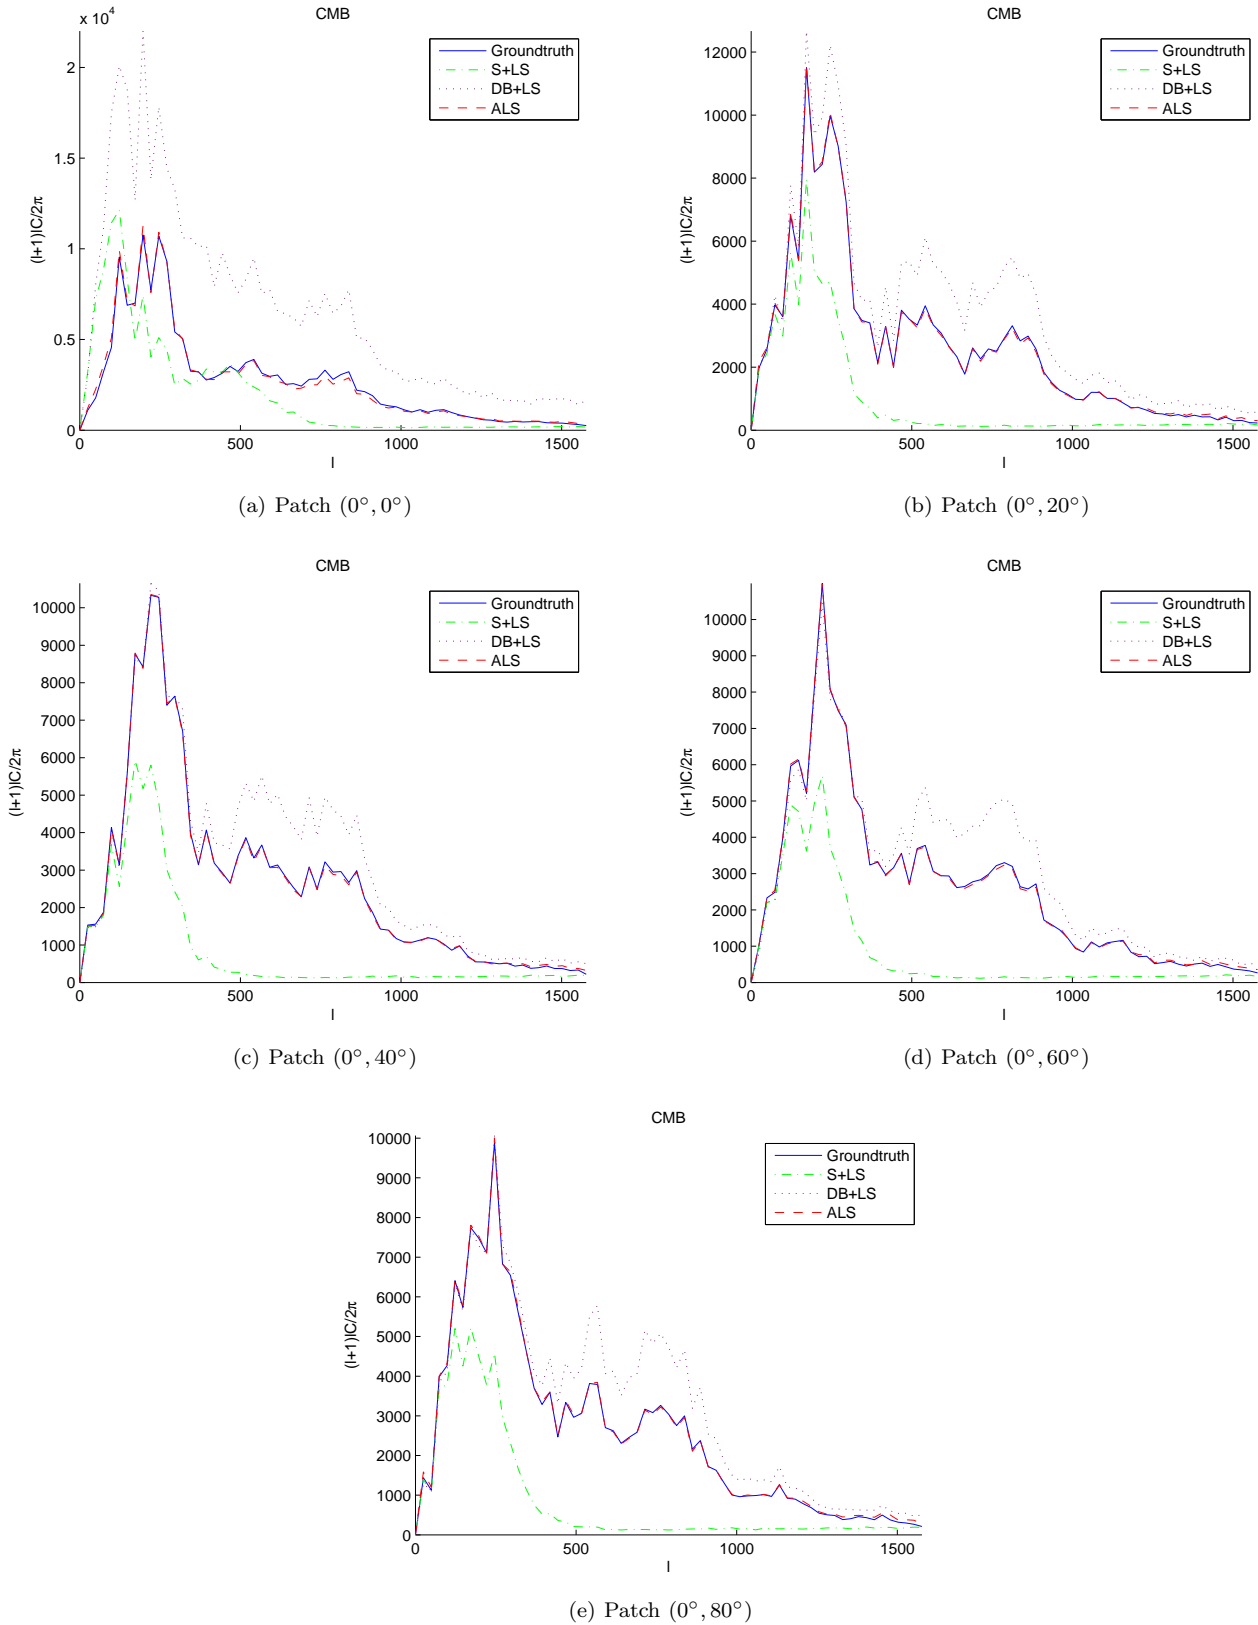 CMB
x 10⁴
2
1.5
1
0.5
0
(l+1)lC/2π
0 500 1000 1500
l
Groundtruth
S+LS
DB+LS
ALS
(a) Patch (0°, 0°)
CMB
12000
10000
8000
6000
4000
2000
0
(l+1)lC/2π
0 500 1000 1500
l
Groundtruth
S+LS
DB+LS
ALS
(b) Patch (0°, 20°)
CMB
10000
9000
8000
7000
6000
5000
4000
3000
2000
1000
0
(l+1)lC/2π
0 500 1000 1500
l
Groundtruth
S+LS
DB+LS
ALS
(c) Patch (0°, 40°)
CMB
10000
9000
8000
7000
6000
5000
4000
3000
2000
1000
0
(l+1)lC/2π
0 500 1000 1500
l
Groundtruth
S+LS
DB+LS
ALS
(d) Patch (0°, 60°)
CMB
10000
9000
8000
7000
6000
5000
4000
3000
2000
1000
0
(l+1)lC/2π
0 500 1000 1500
l
Groundtruth
S+LS
DB+LS
ALS
(e) Patch (0°, 80°)